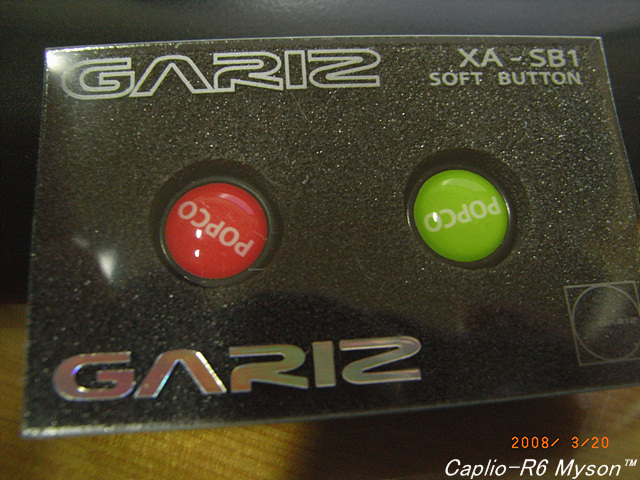 GARIZ
XA - SB1
SOFT BUTTON
POPCO
POPCO
GARIZ
2008/ 3/20
Caplio-R6 Myson™